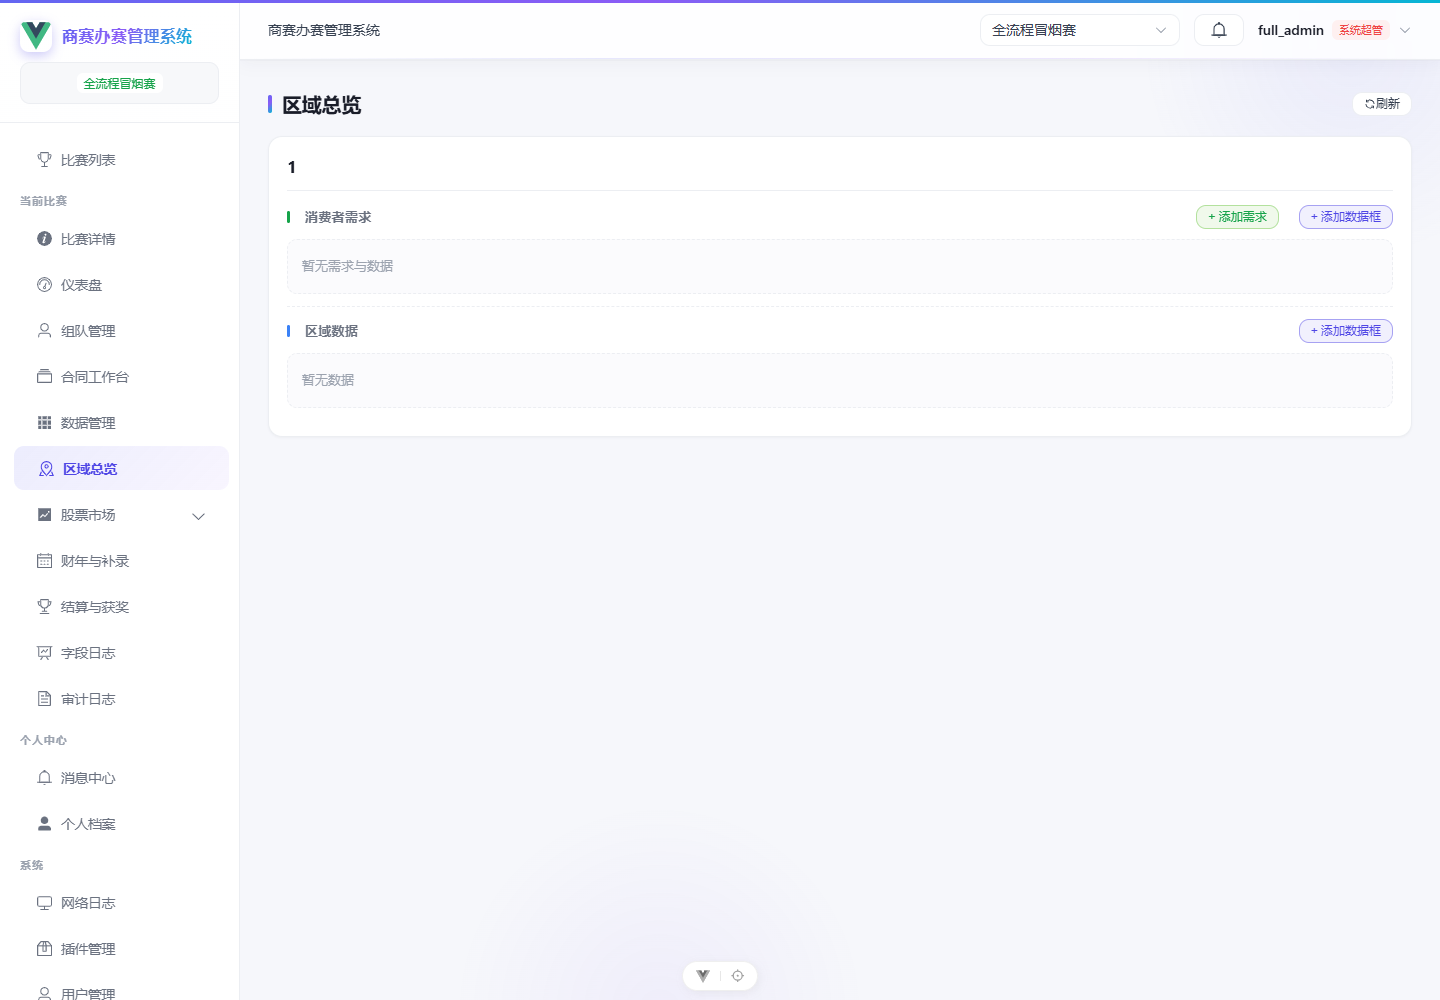 商赛办赛管理系统
全流程冒烟赛
比赛列表
当前比赛
比赛详情
仪表盘
组队管理
合同工作台
数据管理
区域总览
股票市场
财年与补录
结算与获奖
字段日志
审计日志
个人中心
消息中心
个人档案
系统
网络日志
插件管理
用户管理
商赛办赛管理系统
全流程冒烟赛
full_admin
系统超管
区域总览
刷新
1
消费者需求
+ 添加需求
+ 添加数据框
暂无需求与数据
区域数据
+ 添加数据框
暂无数据